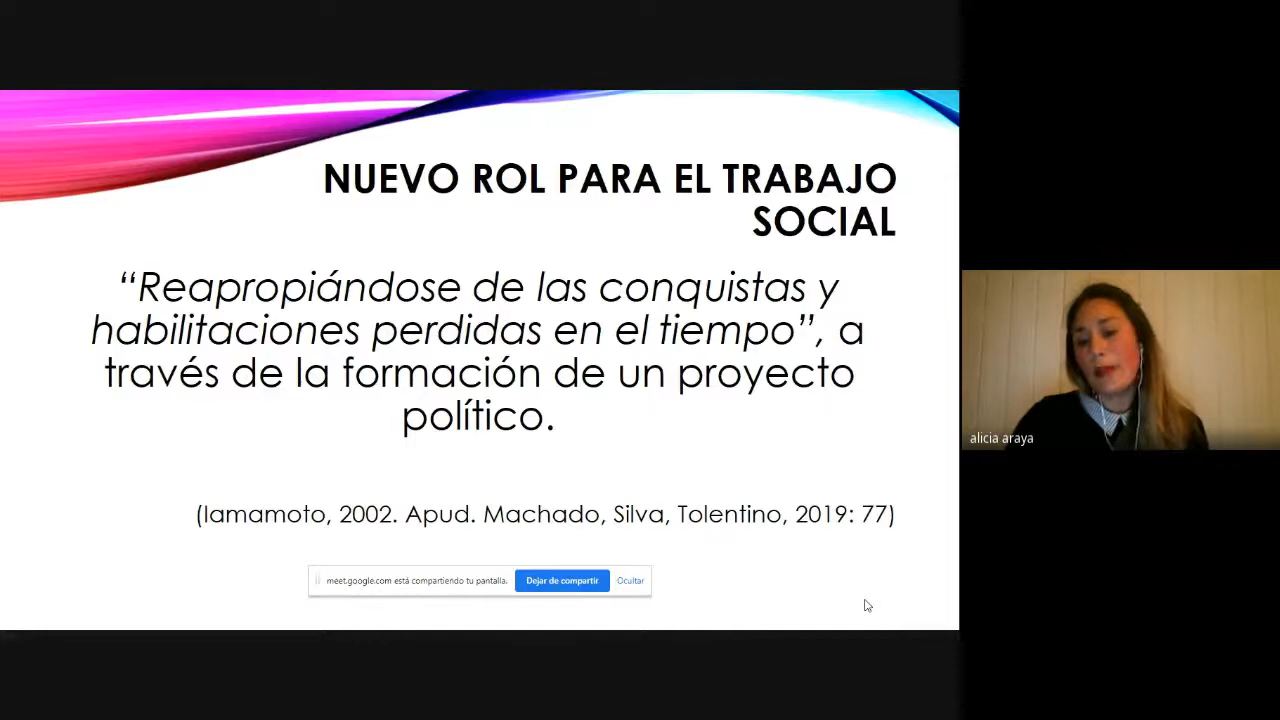 NUEVO ROL PARA EL TRABAJO
SOCIAL
“Reapropiándose de las conquistas y
habilitaciones perdidas en el tiempo”, a
través de la formación de un proyecto
político.
(Iamamoto, 2002. Apud. Machado, Silva, Tolentino, 2019: 77)
meet.google.com está compartiendo tu pantalla. Dejar de compartir Ocultar
alicia araya